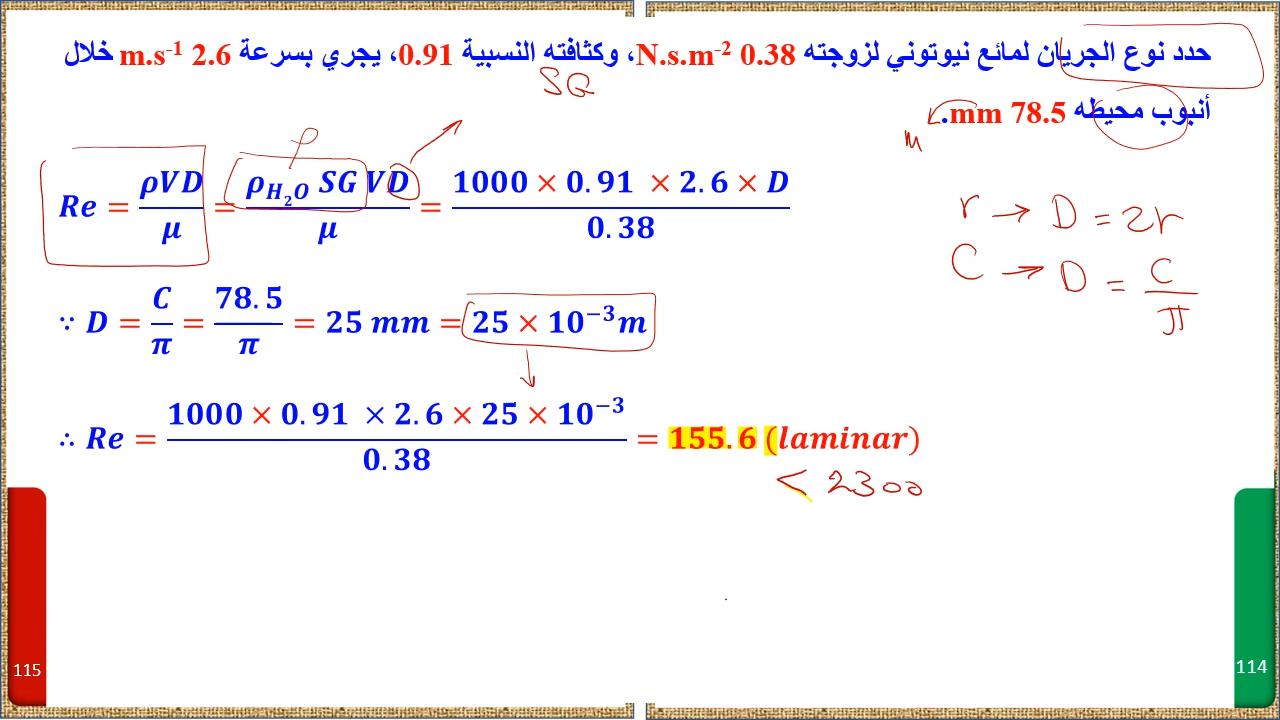 حدد نوع الجريان لمائع نيوتوني لزوجته 0.38 N.s.m⁻²، وكثافته النسبية 0.91، يجري بسرعة 2.6 m.s⁻¹ خلال
SG
أنبوب محيطه 78.5 mm.
m
ρ
Re = ρVD/μ = ρ_H₂O SG VD/μ = 1000 × 0.91 × 2.6 × D / 0.38
r → D = 2r
C → D = C/π
∵ D = C/π = 78.5/π = 25 mm = 25 × 10⁻³m
∴ Re = 1000 × 0.91 × 2.6 × 25 × 10⁻³ / 0.38 = 155.6 (laminar)
< 2300
115
114